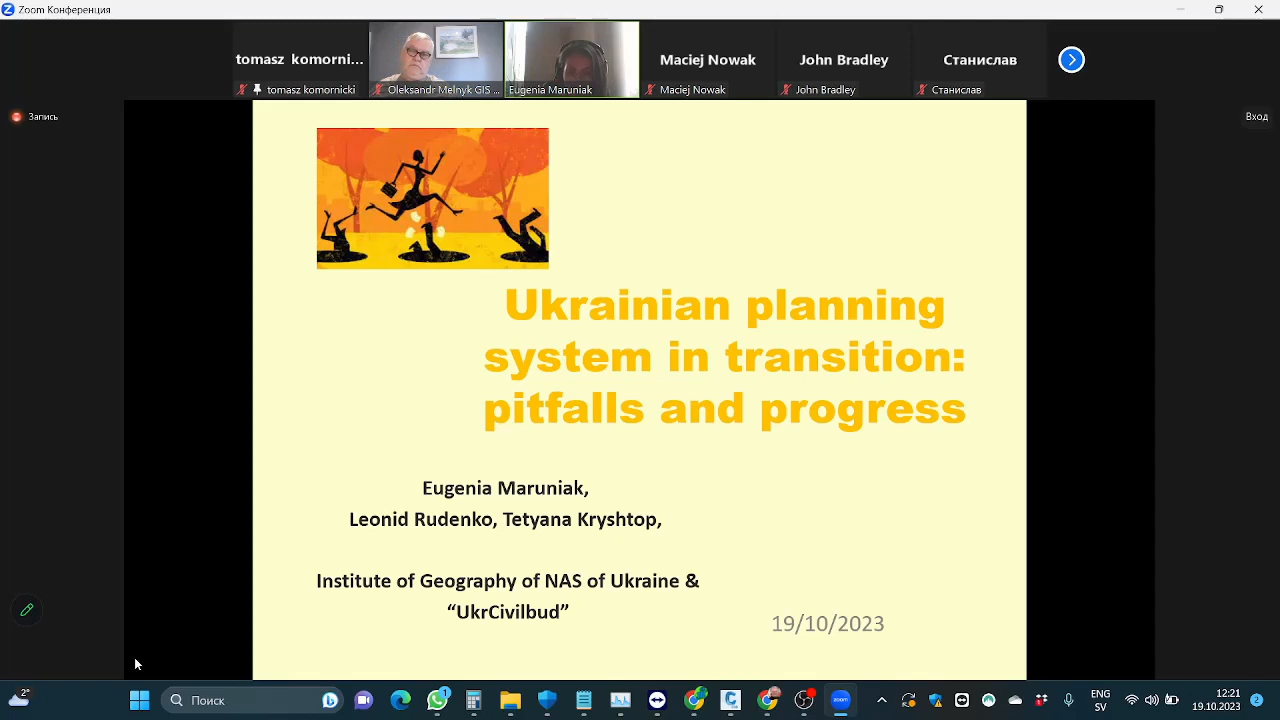 Zoom Конференция
tomasz komorni...
Maciej Nowak
John Bradley
Станислав
tomasz komornicki
Oleksandr Melnyk GIS ...
Eugenia Maruniak
Maciej Nowak
John Bradley
Станислав
Запись
Вход
Ukrainian planning
system in transition:
pitfalls and progress
Eugenia Maruniak,
Leonid Rudenko, Tetyana Kryshtop,
Institute of Geography of NAS of Ukraine &
“UkrCivilbud”
19/10/2023
2°
Поиск
1
zoom
ENG
SV
12:21
19.10.2023
2